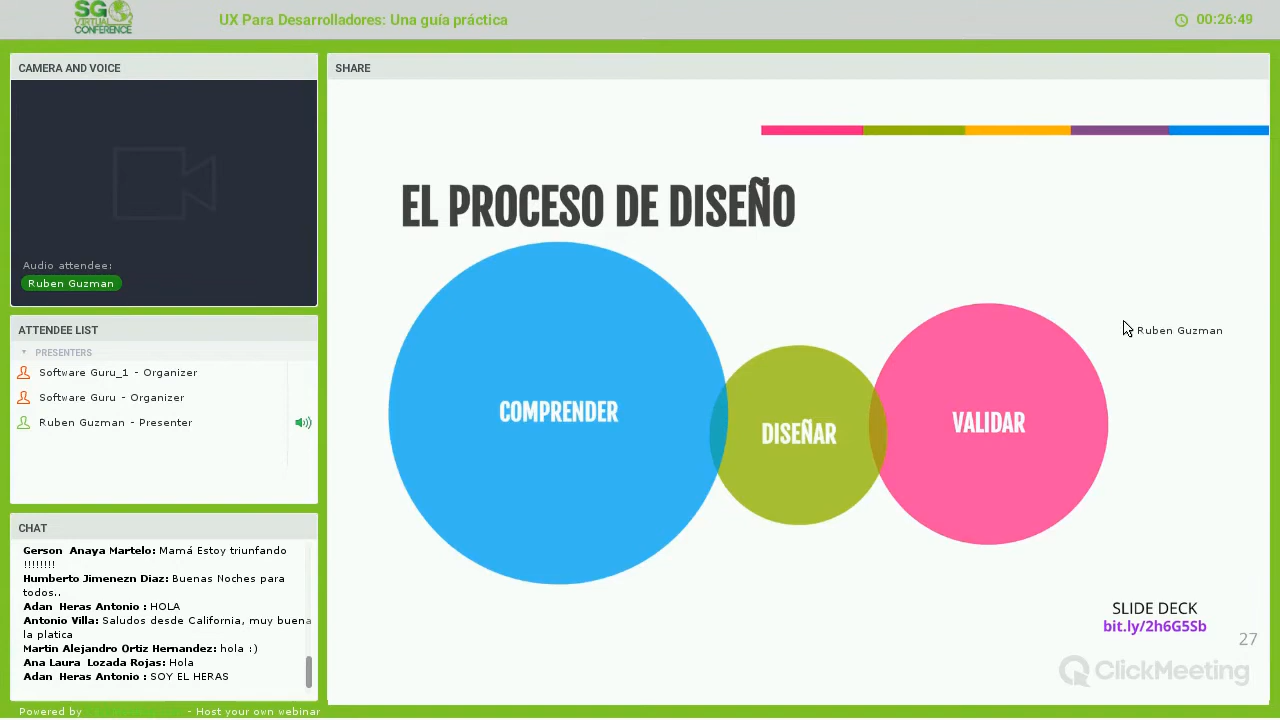 SG
VIRTUAL
CONFERENCE
UX Para Desarrolladores: Una guía práctica
00:26:49
CAMERA AND VOICE
Audio attendee:
Ruben Guzman
ATTENDEE LIST
PRESENTERS
Software Guru_1 - Organizer
Software Guru - Organizer
Ruben Guzman - Presenter
CHAT
Gerson Anaya Martelo: Mamá Estoy triunfando
!!!!!!!!
Humberto Jimenezn Diaz: Buenas Noches para
todos..
Adan Heras Antonio : HOLA
Antonio Villa: Saludos desde California, muy buena
la platica
Martin Alejandro Ortiz Hernandez: hola :)
Ana Laura Lozada Rojas: Hola
Adan Heras Antonio : SOY EL HERAS
Powered by - Host your own webinar
SHARE
EL PROCESO DE DISEÑO
COMPRENDER
DISEÑAR
VALIDAR
Ruben Guzman
SLIDE DECK
bit.ly/2h6G5Sb
27
ClickMeeting